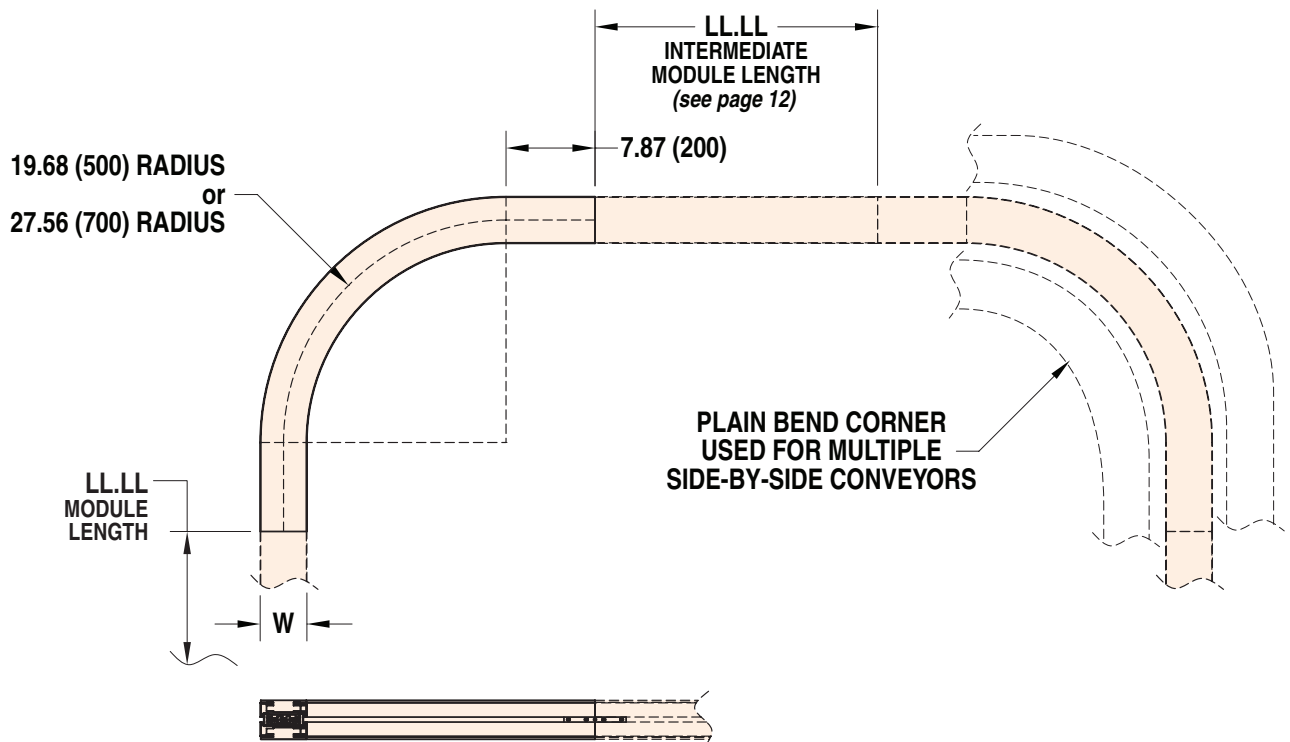 LL.LL
INTERMEDIATE
MODULE LENGTH
(see page 12)
7.87 (200)
19.68 (500) RADIUS
or
27.56 (700) RADIUS
PLAIN BEND CORNER
USED FOR MULTIPLE
SIDE-BY-SIDE CONVEYORS
LL.LL
MODULE
LENGTH
W